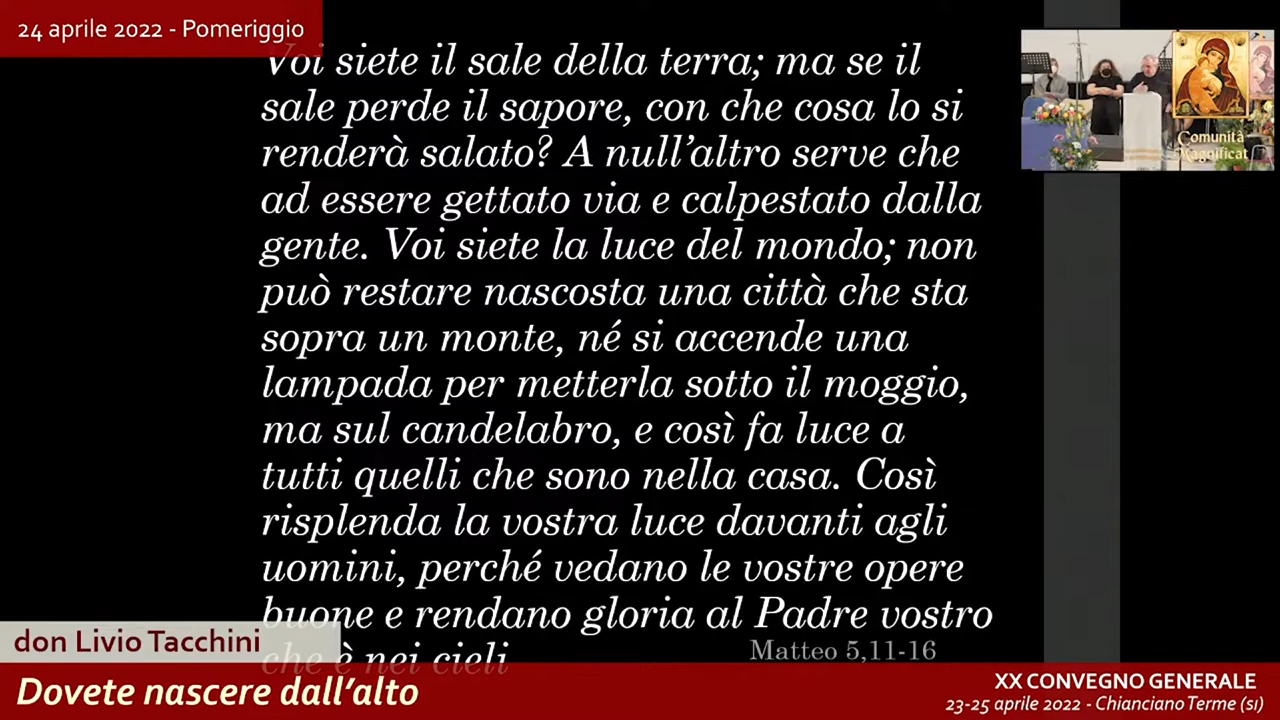 24 aprile 2022 - Pomeriggio
Voi siete il sale della terra; ma se il
sale perde il sapore, con che cosa lo si
renderà salato? A null'altro serve che
ad essere gettato via e calpestato dalla
gente. Voi siete la luce del mondo; non
può restare nascosta una città che sta
sopra un monte, né si accende una
lampada per metterla sotto il moggio,
ma sul candelabro, e così fa luce a
tutti quelli che sono nella casa. Così
risplenda la vostra luce davanti agli
uomini, perché vedano le vostre opere
buone e rendano gloria al Padre vostro
che è nei cieli
Matteo 5,11-16
Comunità
Magnificat
don Livio Tacchini
Dovete nascere dall'alto
XX CONVEGNO GENERALE
23-25 aprile 2022 - Chianciano Terme (SI)